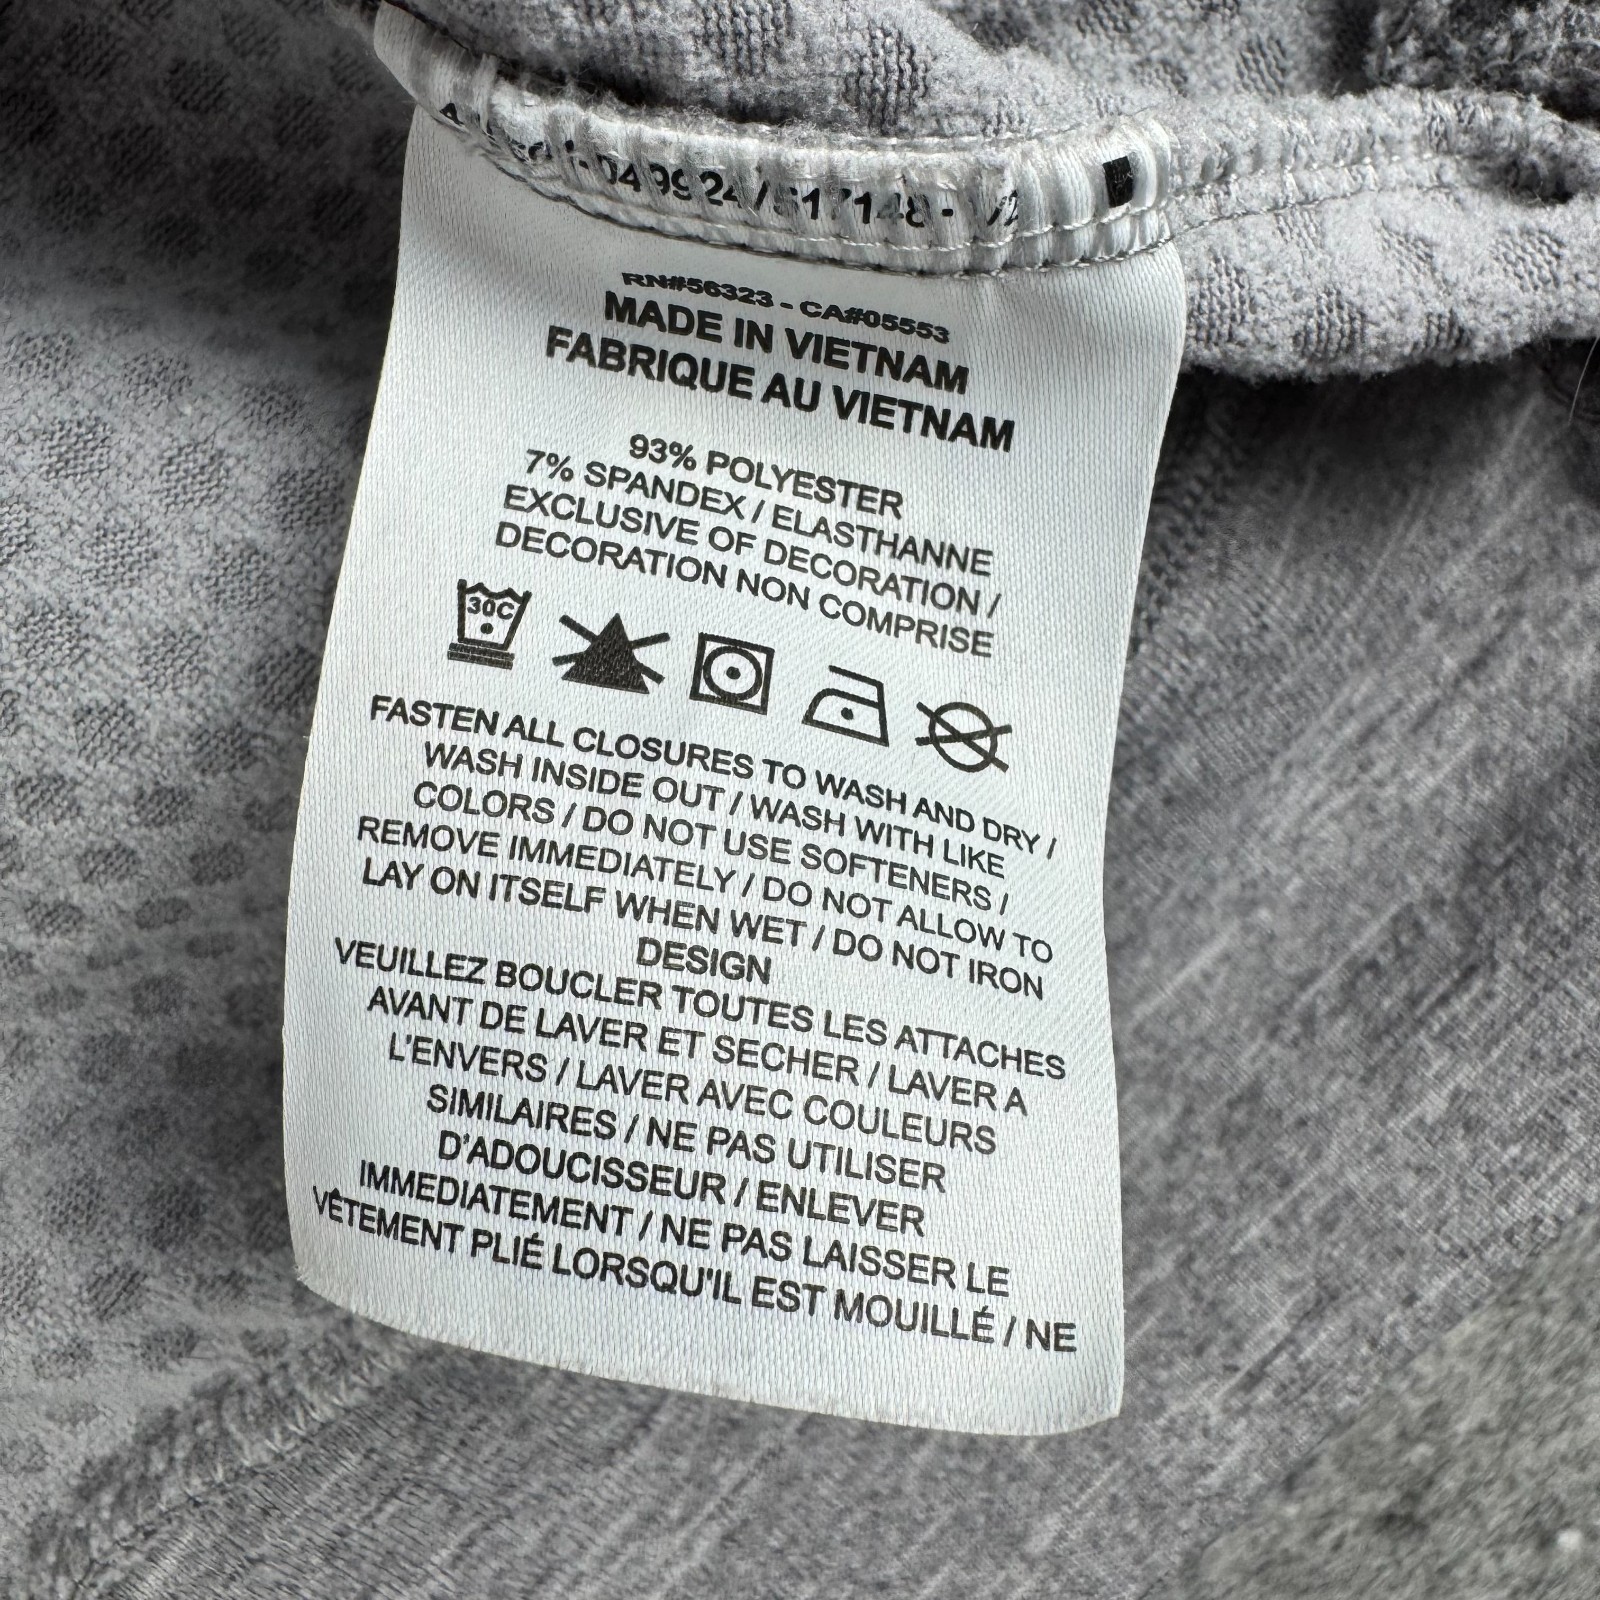 RN#56323 - CA#05553
MADE IN VIETNAM
FABRIQUE AU VIETNAM
93% POLYESTER
7% SPANDEX / ELASTHANNE
EXCLUSIVE OF DECORATION /
DECORATION NON COMPRISE
30C
FASTEN ALL CLOSURES TO WASH AND DRY /
WASH INSIDE OUT / WASH WITH LIKE
COLORS / DO NOT USE SOFTENERS /
REMOVE IMMEDIATELY / DO NOT ALLOW TO
LAY ON ITSELF WHEN WET / DO NOT IRON
DESIGN
VEUILLEZ BOUCLER TOUTES LES ATTACHES
AVANT DE LAVER ET SECHER / LAVER A
L'ENVERS / LAVER AVEC COULEURS
SIMILAIRES / NE PAS UTILISER
D'ADOUCISSEUR / ENLEVER
IMMEDIATEMENT / NE PAS LAISSER LE
VÊTEMENT PLIÉ LORSQU'IL EST MOUILLÉ / NE